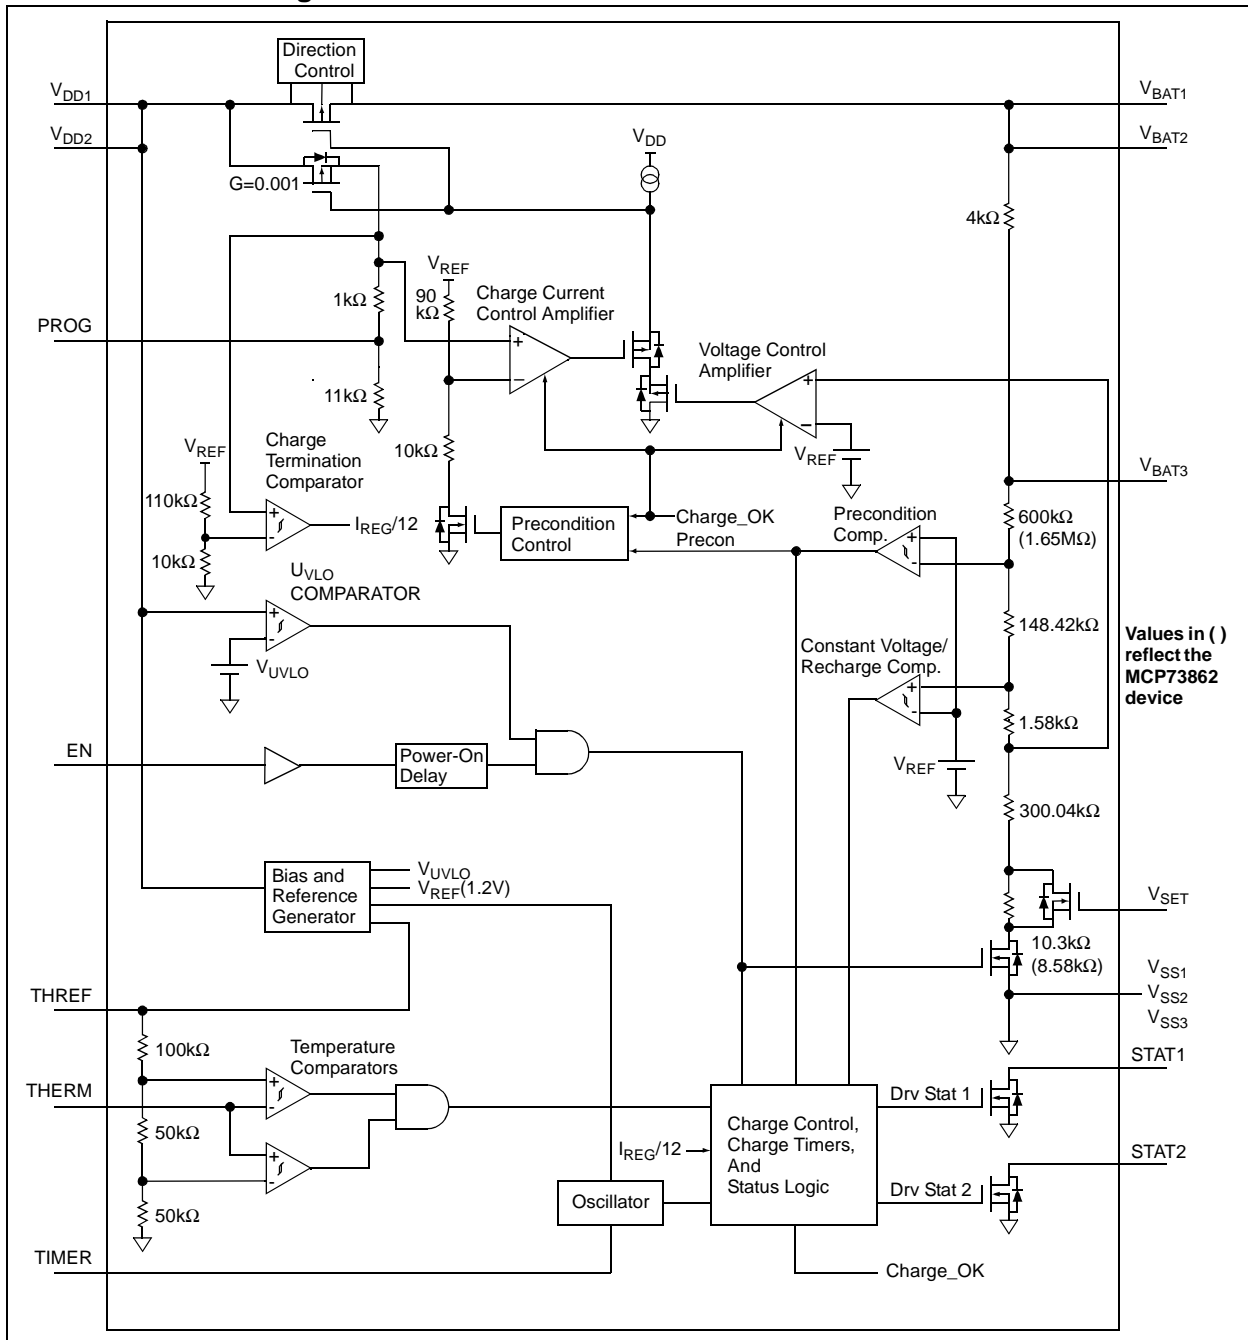 Direction
Control
VDD1
VBAT1
VDD2
VBAT2
VDD
G=0.001
4kΩ
VREF
1kΩ
90
kΩ
Charge Current
Control Amplifier
+
–
PROG
Voltage Control
Amplifier
+
–
11kΩ
VREF
Charge
Termination
Comparator
10kΩ
VREF
VBAT3
110kΩ
+
-
IREG/12
Precondition
Control
Charge_OK
Precon
Precondition
Comp.
+
-
600kΩ
(1.65MΩ)
10kΩ
UVLO
COMPARATOR
+
-
VUVLO
148.42kΩ
Values in ( )
reflect the
MCP73862
device
Constant Voltage/
Recharge Comp.
+
-
1.58kΩ
EN
Power-On
Delay
VREF
300.04kΩ
Bias and
Reference
Generator
VUVLO
VREF(1.2V)
VSET
10.3kΩ
(8.58kΩ)
VSS1
VSS2
VSS3
THREF
100kΩ
Temperature
Comparators
STAT1
+
-
THERM
Drv Stat 1
50kΩ
Charge Control,
Charge Timers,
And
Status Logic
IREG/12
+
-
STAT2
Drv Stat 2
50kΩ
Oscillator
TIMER
Charge_OK